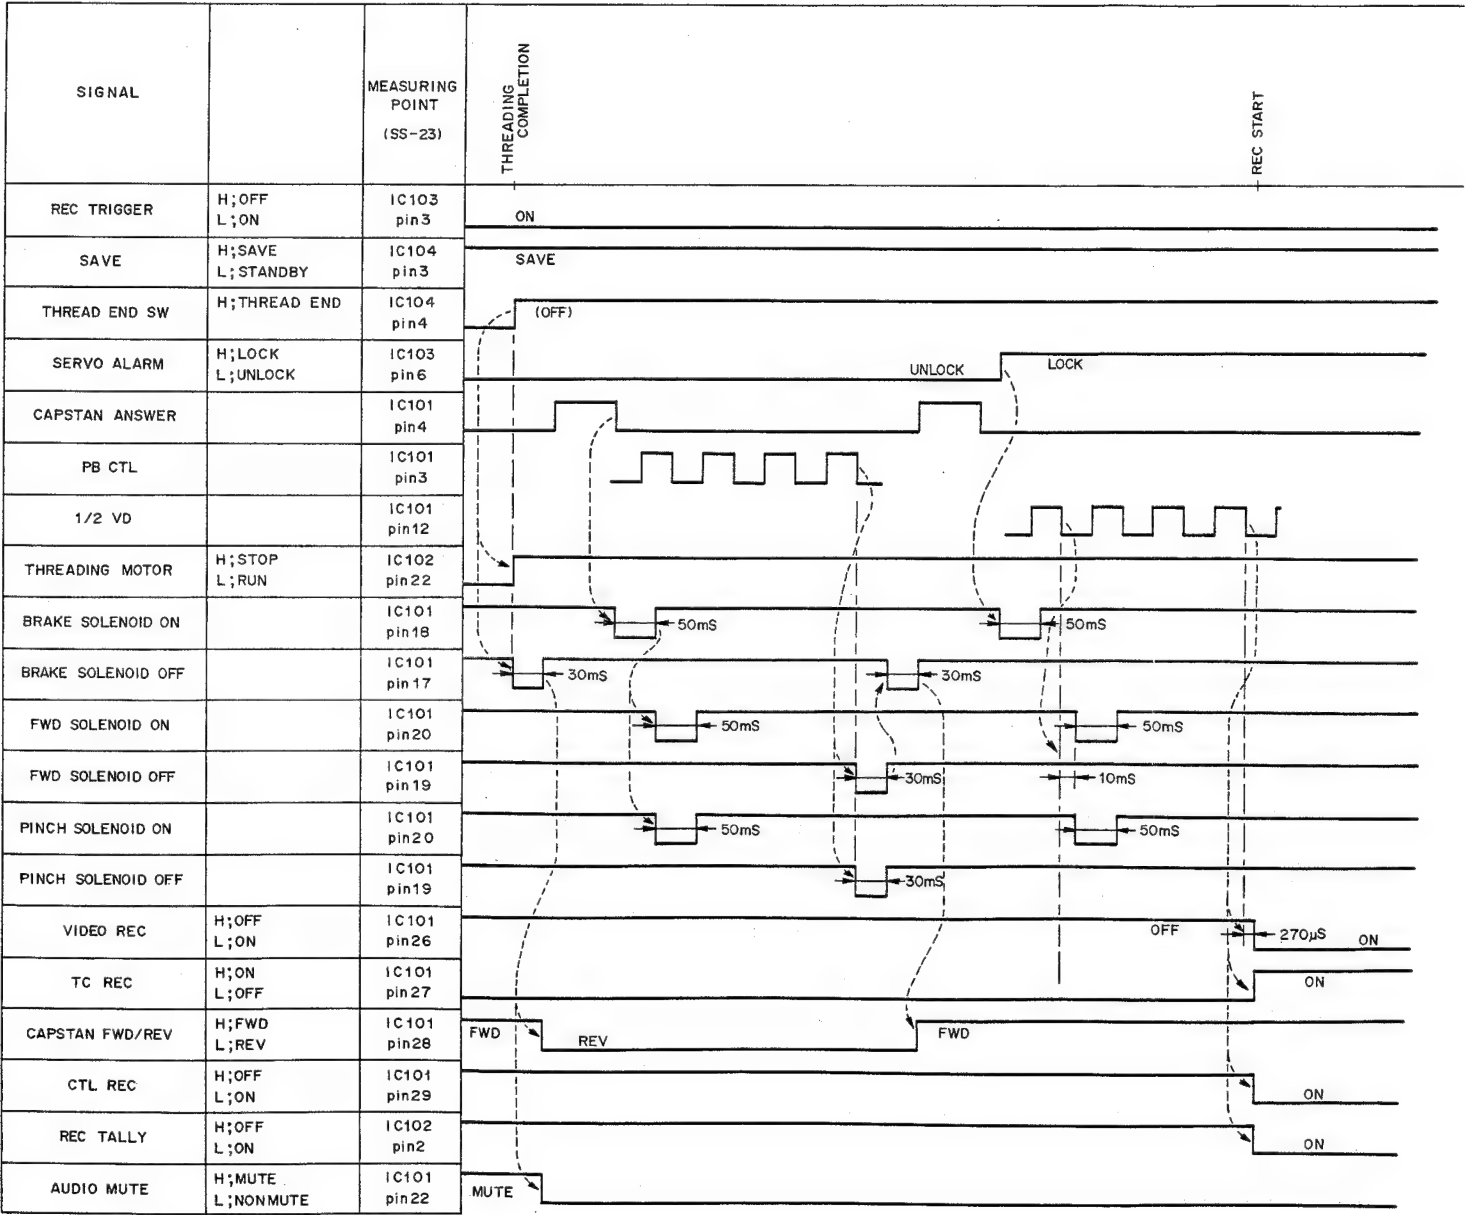 SIGNAL
MEASURING
POINT
(SS-23)
THREADING
COMPLETION
REC START
REC TRIGGER
H;OFF
L;ON
IC103
pin3
ON
SAVE
H;SAVE
L;STANDBY
IC104
pin3
SAVE
THREAD END SW
H;THREAD END
IC104
pin4
(OFF)
SERVO ALARM
H;LOCK
L;UNLOCK
IC103
pin6
UNLOCK
LOCK
CAPSTAN ANSWER
IC101
pin4
PB CTL
IC101
pin3
1/2 VD
IC101
pin12
THREADING MOTOR
H;STOP
L;RUN
IC102
pin22
BRAKE SOLENOID ON
IC101
pin18
50mS
50mS
BRAKE SOLENOID OFF
IC101
pin17
30mS
30mS
FWD SOLENOID ON
IC101
pin20
50mS
50mS
FWD SOLENOID OFF
IC101
pin19
30mS
10mS
PINCH SOLENOID ON
IC101
pin20
50mS
50mS
PINCH SOLENOID OFF
IC101
pin19
30mS
VIDEO REC
H;OFF
L;ON
IC101
pin26
OFF
270μS
ON
TC REC
H;ON
L;OFF
IC101
pin27
ON
CAPSTAN FWD/REV
H;FWD
L;REV
IC101
pin28
FWD
REV
FWD
CTL REC
H;OFF
L;ON
IC101
pin29
ON
REC TALLY
H;OFF
L;ON
IC102
pin2
ON
AUDIO MUTE
H;MUTE
L;NONMUTE
IC101
pin22
MUTE